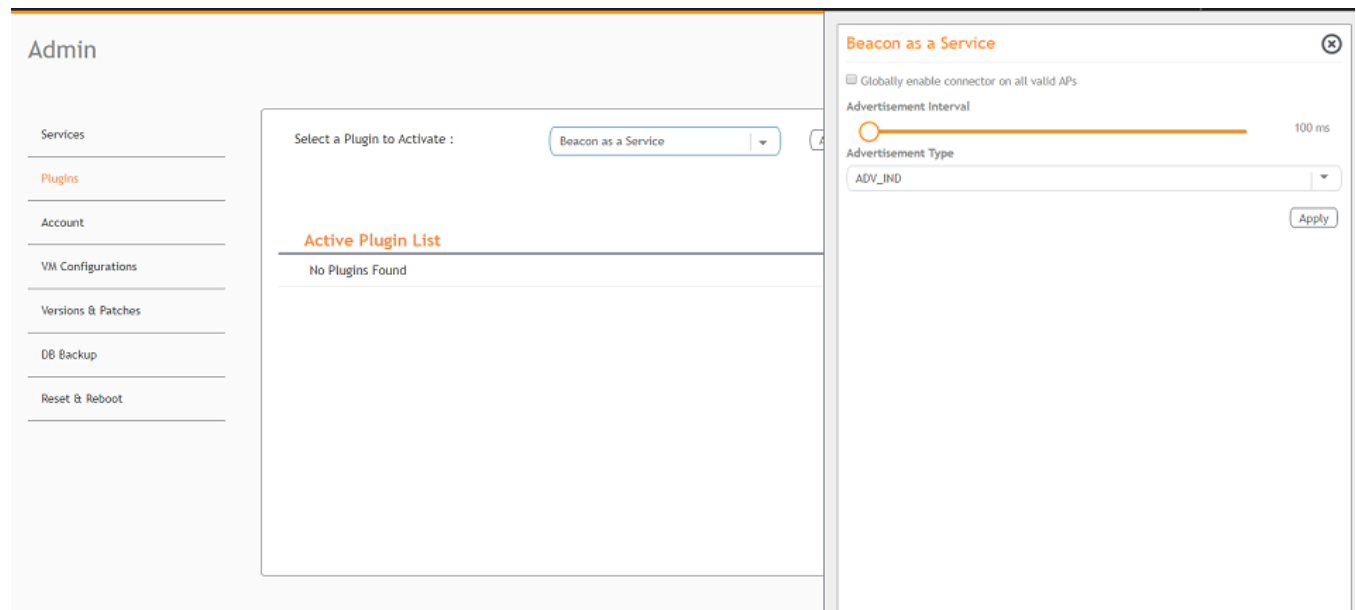 Admin
Services
Plugins
Account
VM Configurations
Versions & Patches
DB Backup
Reset & Reboot
Select a Plugin to Activate :
Beacon as a Service
Active Plugin List
No Plugins Found
Beacon as a Service
Globally enable connector on all valid APs
Advertisement Interval
100 ms
Advertisement Type
ADV_IND
Apply